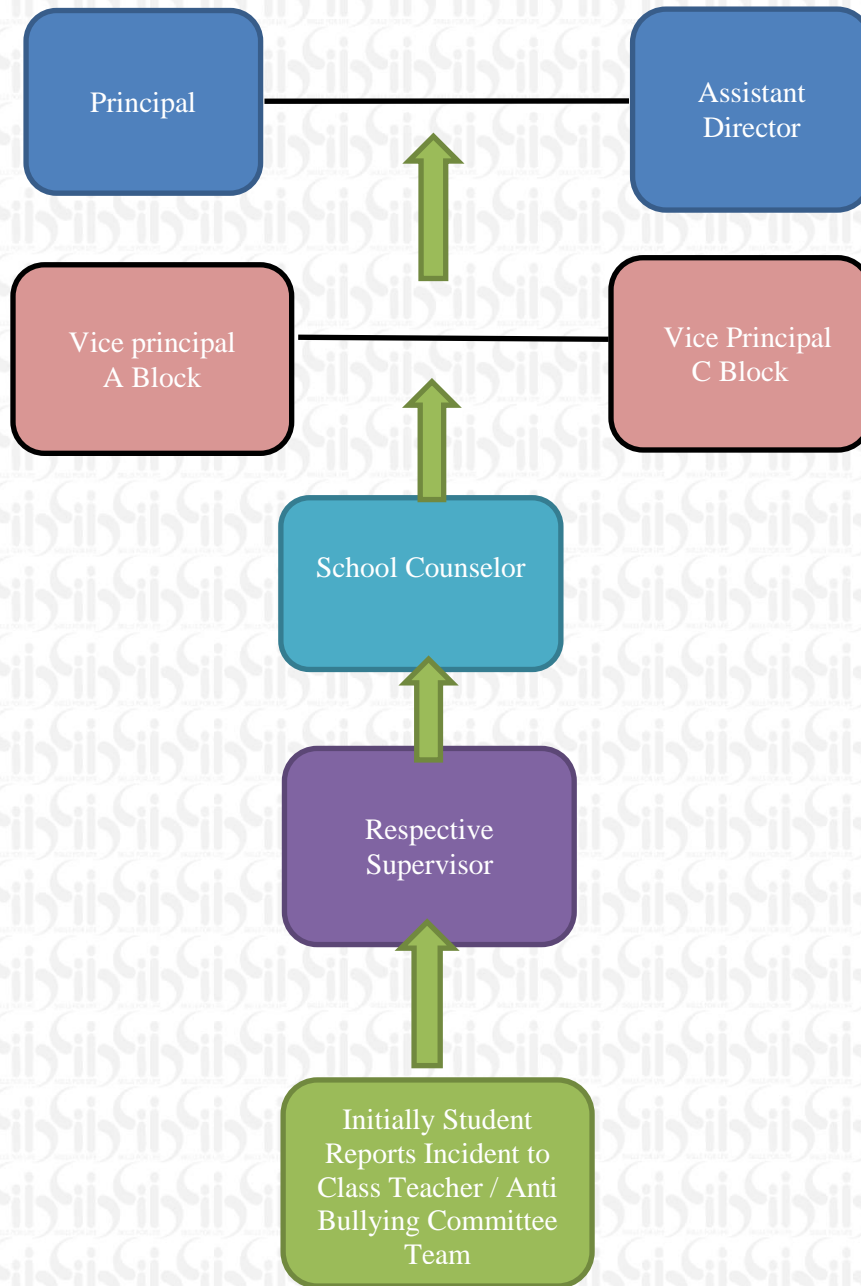 Principal
Assistant
Director
Vice principal
A Block
Vice Principal
C Block
School Counselor
Respective
Supervisor
Initially Student
Reports Incident to
Class Teacher / Anti
Bullying Committee
Team